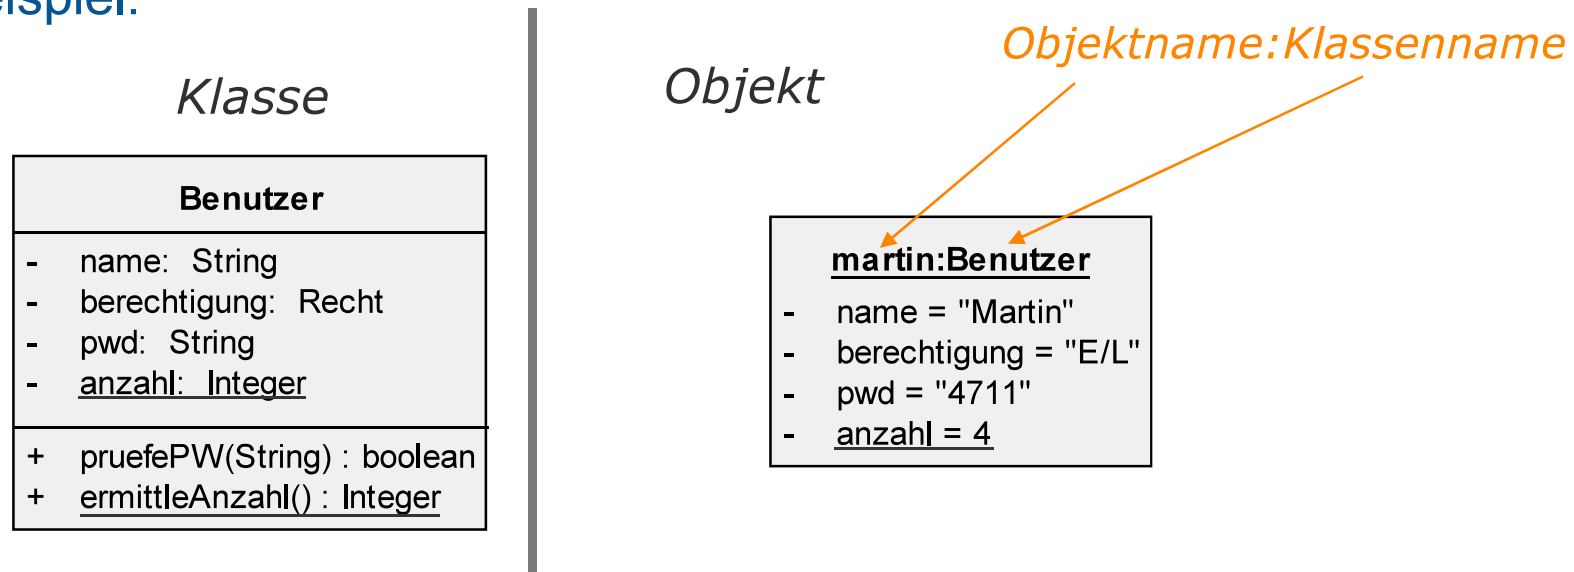 eispiel:
Klasse
Benutzer
- name: String
- berechtigung: Recht
- pwd: String
- anzahl: Integer
+ pruefePW(String) : boolean
+ ermittleAnzahl() : Integer
Objekt
Objektname:Klassenname
martin:Benutzer
- name = "Martin"
- berechtigung = "E/L"
- pwd = "4711"
- anzahl = 4